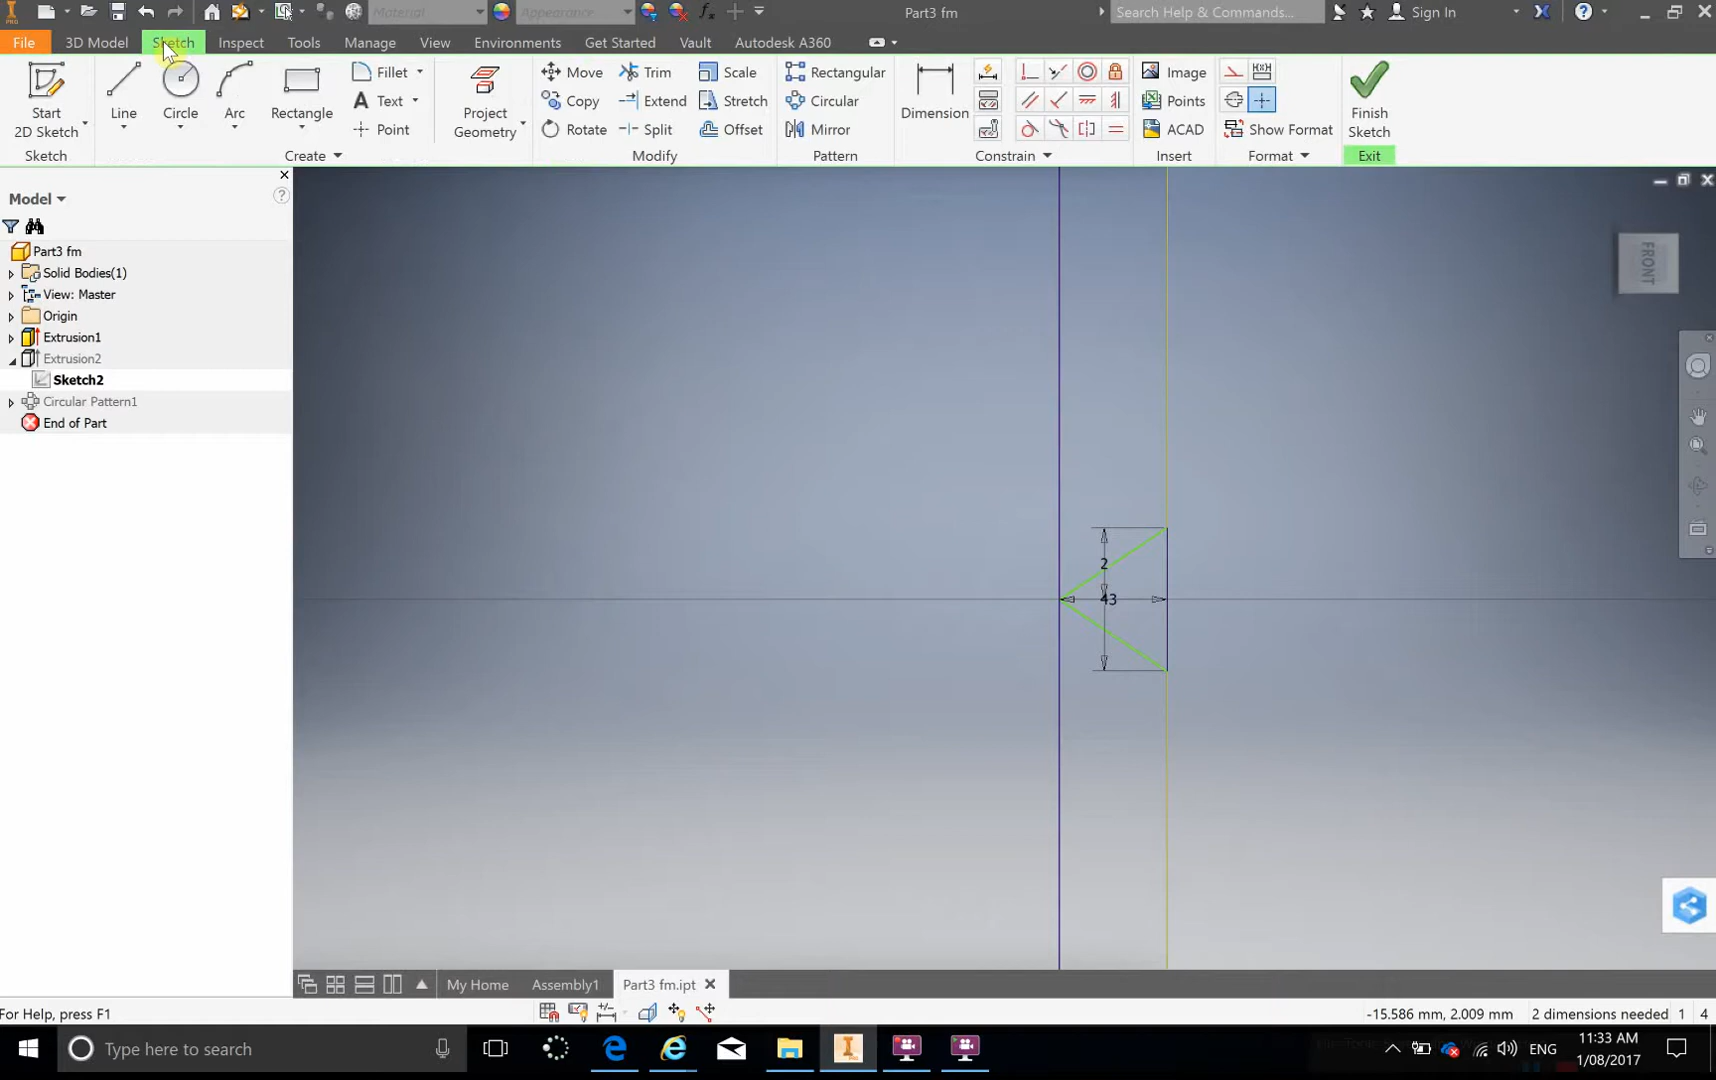 PRO Material Appearance fx Part3 fm Search Help & Commands... Sign In
File 3D Model Sketch Inspect Tools Manage View Environments Get Started Vault Autodesk A360
Start
2D Sketch
Line
Circle
Arc
Rectangle
Fillet
Text
Point
Project
Geometry
Move
Copy
Rotate
Trim
Extend
Split
Scale
Stretch
Offset
Rectangular
Circular
Mirror
Dimension
Image
Points
ACAD
Show Format
Finish
Sketch
Sketch Create Modify Pattern Constrain Insert Format Exit
Model
Part3 fm
Solid Bodies(1)
View: Master
Origin
Extrusion1
Extrusion2
Sketch2
Circular Pattern1
End of Part
FRONT
2
43
My Home Assembly1 Part3 fm.ipt
For Help, press F1
-15.586 mm, 2.009 mm 2 dimensions needed 1 4
Type here to search
ENG
11:33 AM
1/08/2017